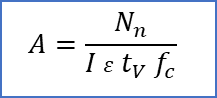 A = N_n / (I ε t_V f_c)